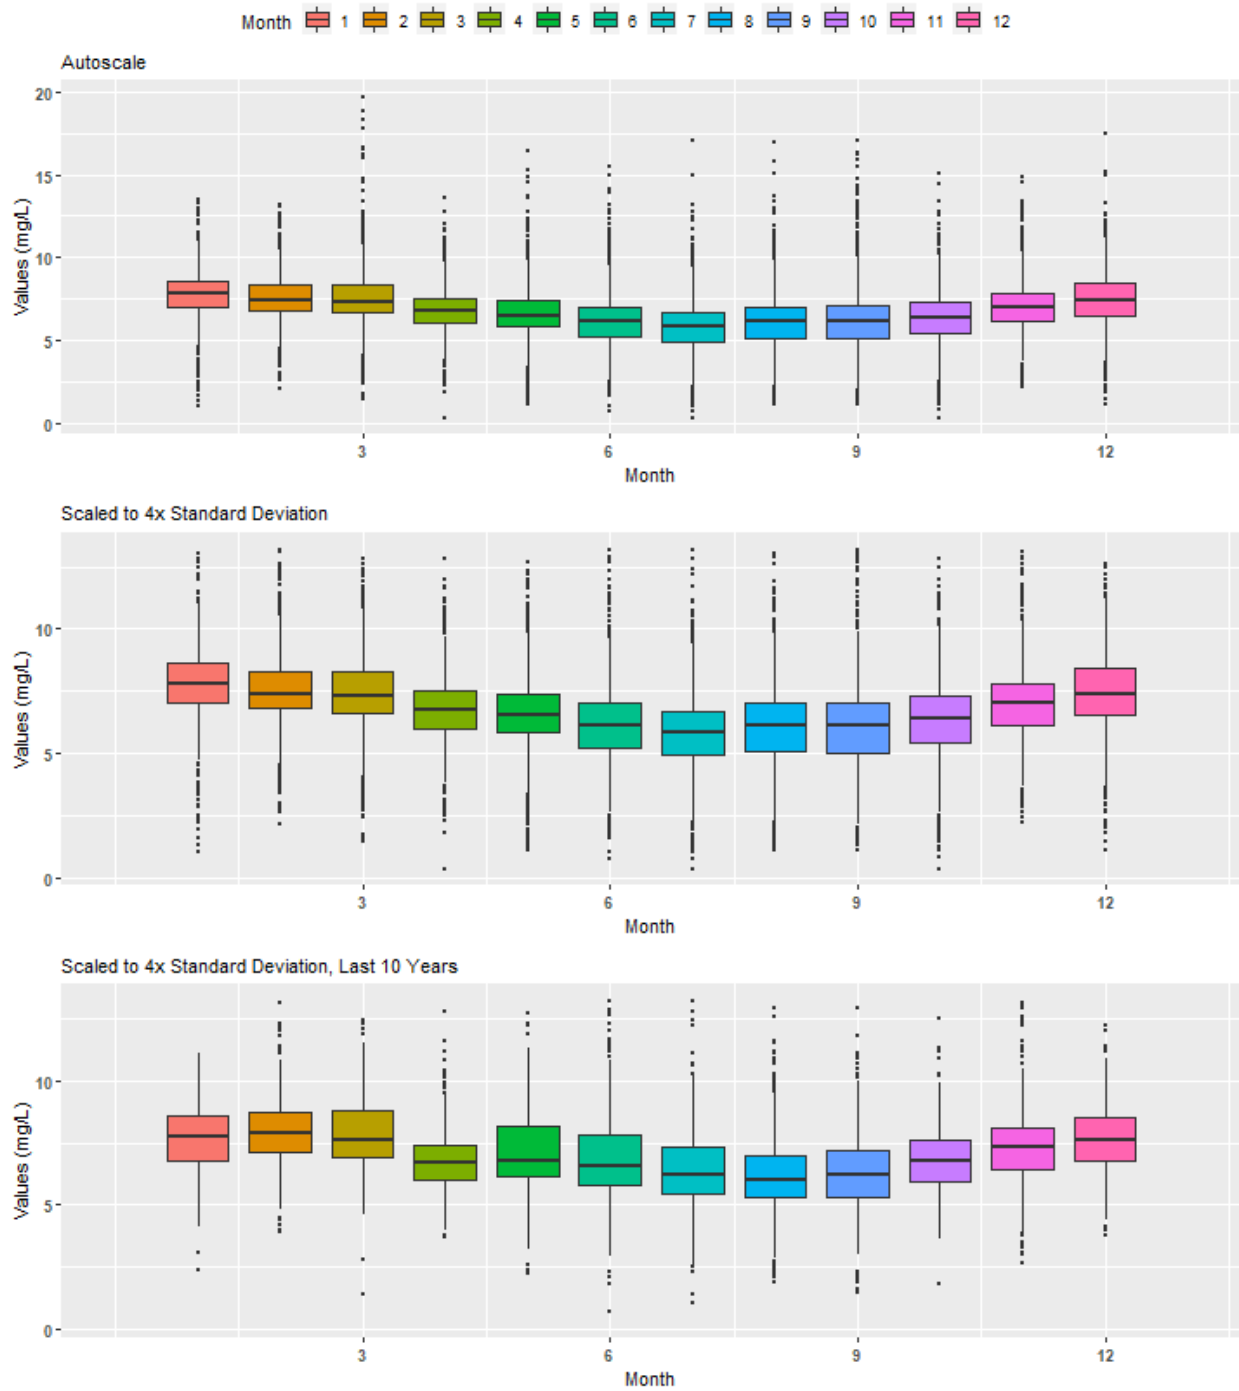 Month 1 2 3 4 5 6 7 8 9 10 11 12
Autoscale
Values (mg/L)
20
15
10
5
0
3 6 9 12
Month
Scaled to 4x Standard Deviation
Values (mg/L)
10
5
0
3 6 9 12
Month
Scaled to 4x Standard Deviation, Last 10 Years
Values (mg/L)
10
5
0
3 6 9 12
Month